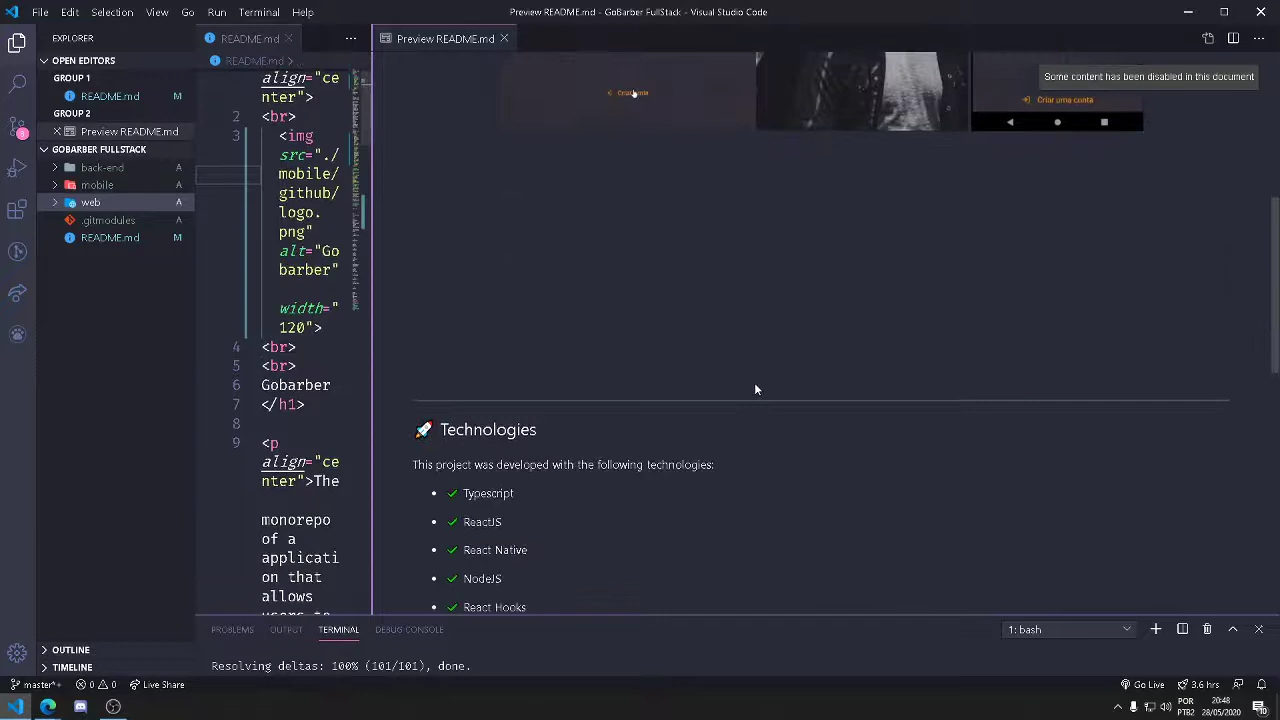 File Edit Selection View Go Run Terminal Help
Preview README.md - GoBarber FullStack - Visual Studio Code
EXPLORER
OPEN EDITORS
GROUP 1
README.md M
GROUP 2
Preview README.md A
GOBARBER FULLSTACK
back-end A
mobile A
web A
.gitmodules A
README.md M
OUTLINE
TIMELINE
README.md
README.md ...
align="ce
nter">
2 <br>
3 <img
src="./
mobile/
github/
logo.
png"
alt="Go
barber"
width="
120">
4 <br>
5 <br>
6 Gobarber
7 </h1>
8
9 <p
align="ce
nter">The
monorepo
of a
applicati
on that
allows
users to
Preview README.md
Some content has been disabled in this document
Criar uma conta
Technologies
This project was developed with the following technologies:
Typescript
ReactJS
React Native
NodeJS
React Hooks
PROBLEMS OUTPUT TERMINAL DEBUG CONSOLE
1: bash
Resolving deltas: 100% (101/101), done.
master*+ 0 0 Live Share
Go Live 3.6 hrs
POR
PTB2
20:48
28/05/2020